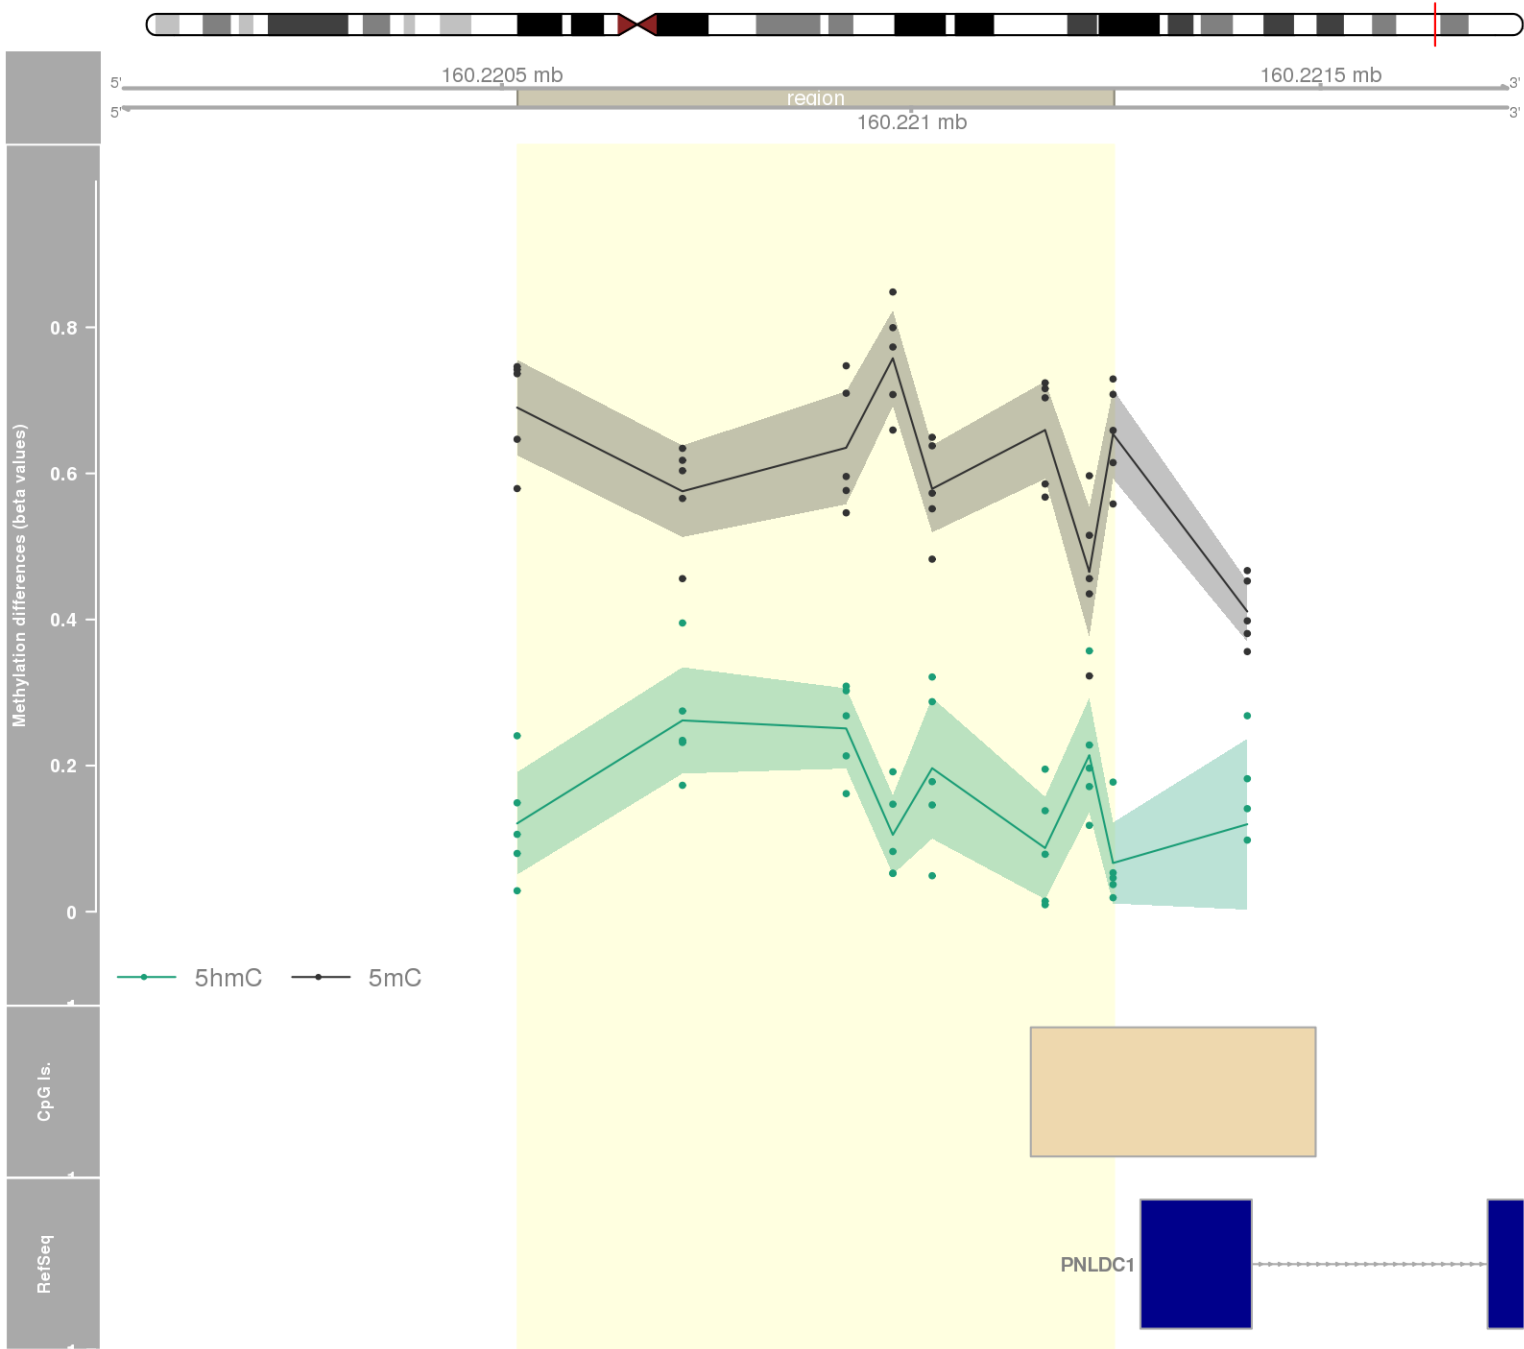 160.2205 mb
160.2215 mb
5'
3'
region
5'
3'
160.221 mb
Methylation differences (beta values)
0.8
0.6
0.4
0.2
0
5hmC
5mC
CpG Is.
RefSeq
PNLDC1